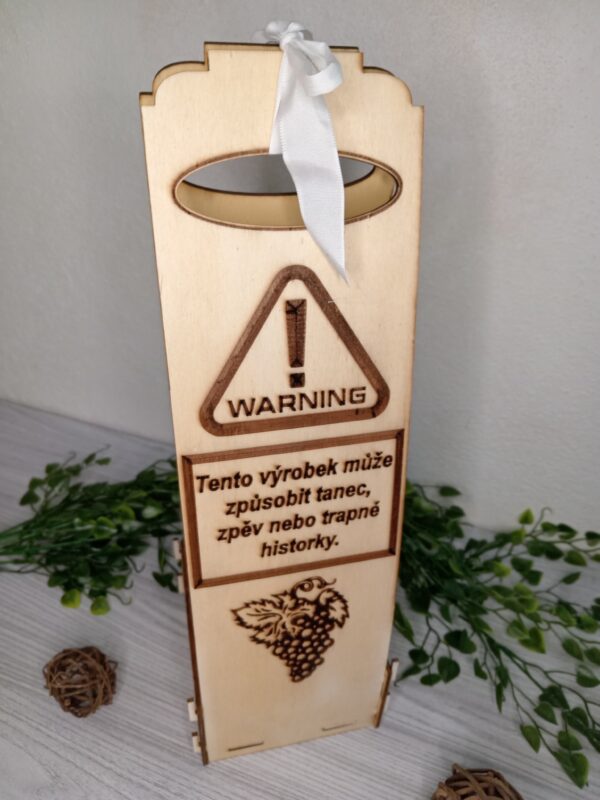 WARNING
Tento výrobek může
způsobit tanec,
zpěv nebo trapné
historky.